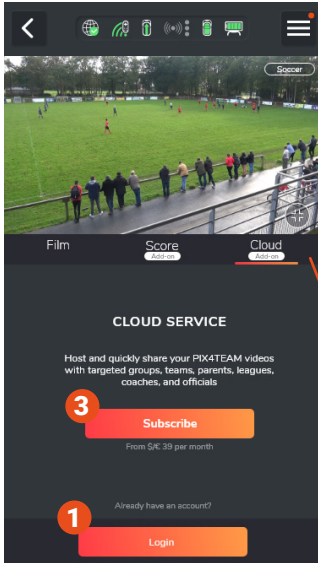 Soccer
Film
Score
Add-on
Cloud
Add-on
CLOUD SERVICE
Host and quickly share your PIX4TEAM videos
with targeted groups, teams, parents, leagues,
coaches, and officials
3
Subscribe
From $/€ 39 per month
Already have an account?
1
Login